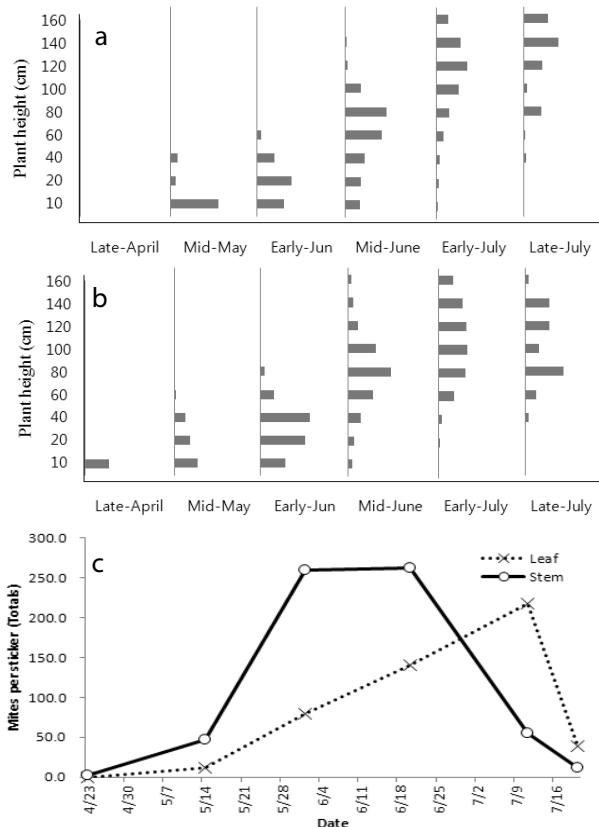 a
Plant height (cm)
160
140
120
100
80
60
40
20
10
Late-April Mid-May Early-Jun Mid-June Early-July Late-July
b
Plant height (cm)
160
140
120
100
80
60
40
20
10
Late-April Mid-May Early-Jun Mid-June Early-July Late-July
c
Mites per sticker (Totals)
300.0
250.0
200.0
150.0
100.0
50.0
0.0
Leaf
Stem
4/23 4/30 5/7 5/14 5/21 5/28 6/4 6/11 6/18 6/25 7/2 7/9 7/16
Date